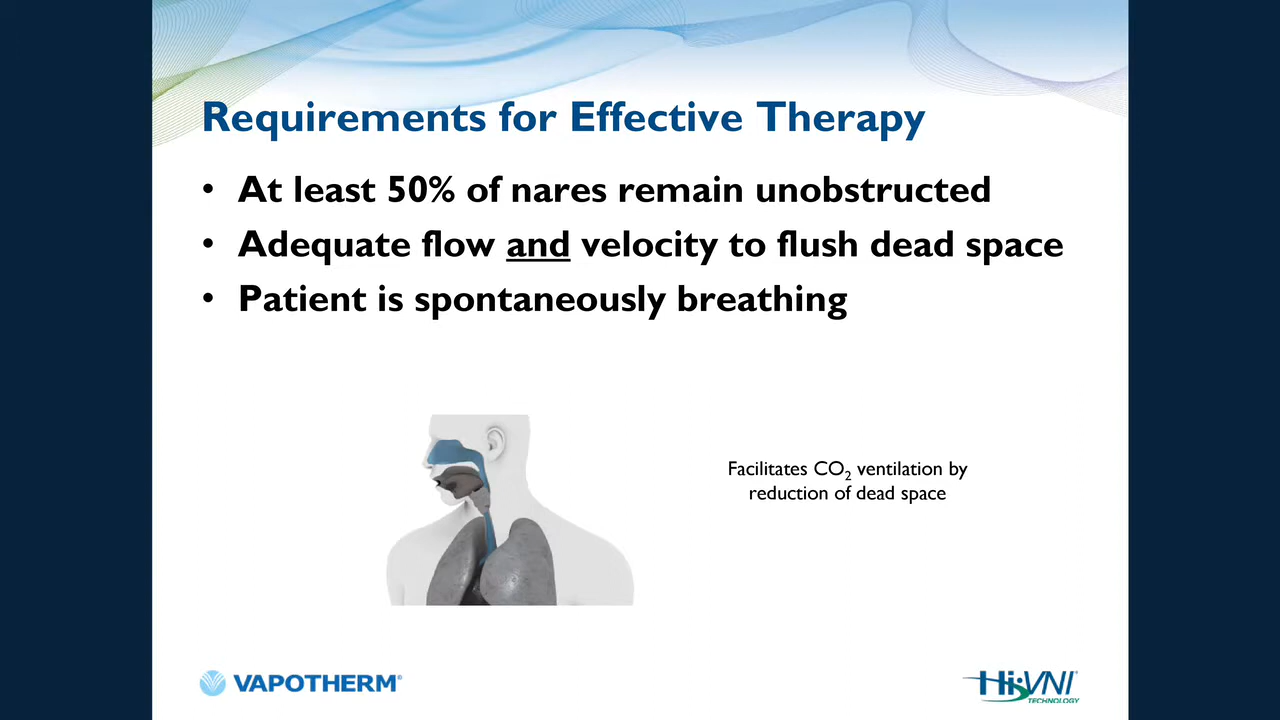 Requirements for Effective Therapy
• At least 50% of nares remain unobstructed
• Adequate flow and velocity to flush dead space
• Patient is spontaneously breathing
Facilitates CO₂ ventilation by
reduction of dead space
VAPOTHERM®
Hi-VNI®
TECHNOLOGY